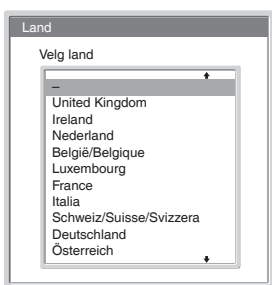 Land
Velg land
–
United Kingdom
Ireland
Nederland
België/Belgique
Luxembourg
France
Italia
Schweiz/Suisse/Svizzera
Deutschland
Österreich